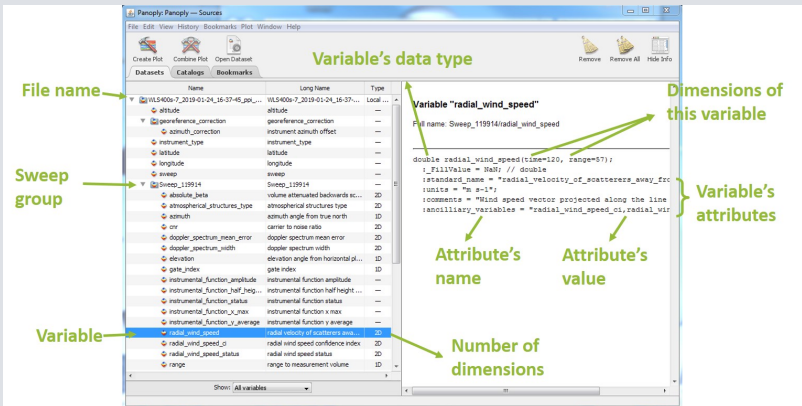 Panoply: Panoply — Sources
File Edit View History Bookmarks Plot Window Help
Create Plot Combine Plot Open Dataset
Remove Remove All Hide Info
Variable's data type
Datasets Catalogs Bookmarks
Name Long Name Type
File name
WLS400s-7_2019-01-24_16-37-45_ppi_... WLS400s-7_2019-01-24_16-37-... Local ...
altitude altitude —
georeference_correction georeference_correction —
azimuth_correction instrument azimuth offset —
instrument_type instrument_type —
latitude latitude —
longitude longitude —
sweep sweep —
Sweep group
Sweep_119914 Sweep_119914 —
absolute_beta volume attenuated backwards sc... 2D
atmospherical_structures_type atmospherical structures type 2D
azimuth azimuth angle from true north 1D
cnr carrier to noise ratio 2D
doppler_spectrum_mean_error doppler spectrum mean error 2D
doppler_spectrum_width doppler spectrum width 2D
elevation elevation angle from horizontal pl... 1D
gate_index gate index 1D
instrumental_function_amplitude instrumental function amplitude —
instrumental_function_half_heig... instrumental function half height ... —
instrumental_function_status instrumental function status —
instrumental_function_x_max instrumental function x max —
instrumental_function_y_average instrumental function y average —
Variable
radial_wind_speed radial velocity of scatterers awa... 2D
radial_wind_speed_ci radial wind speed confidence index 2D
radial_wind_speed_status radial wind speed status 2D
range range to measurement volume 1D
Show: All variables
Variable "radial_wind_speed"
Full name: Sweep_119914/radial_wind_speed
Dimensions of
this variable
double radial_wind_speed(time=120, range=57);
:_FillValue = NaN; // double
:standard_name = "radial_velocity_of_scatterers_away_fro
:units = "m s-1";
:comments = "Wind speed vector projected along the line
:ancilliary_variables = "radial_wind_speed_ci,radial_win
Variable's
attributes
Attribute's
name
Attribute's
value
Number of
dimensions